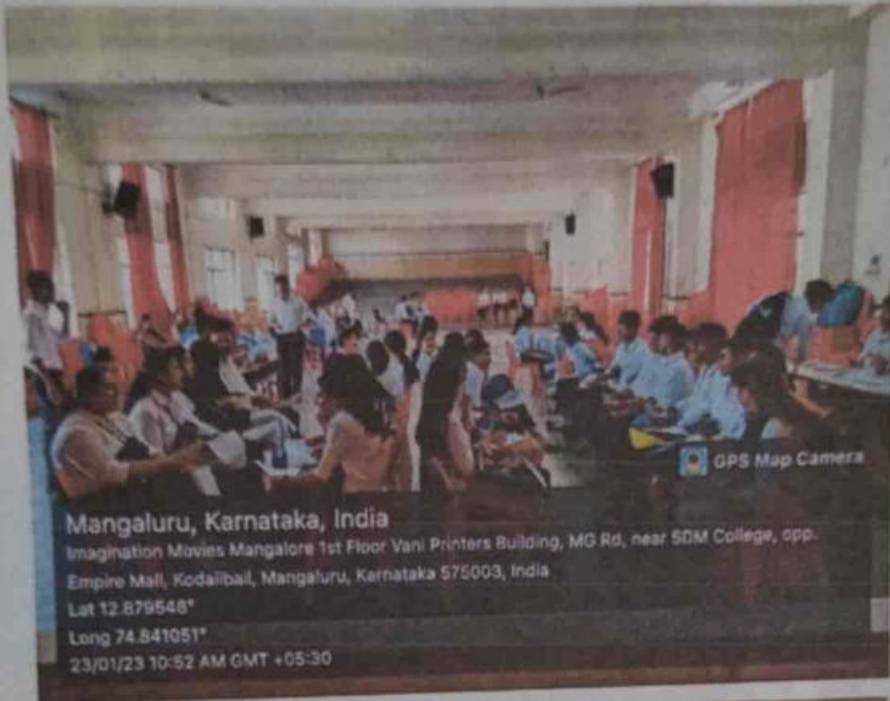 GPS Map Camera
Mangaluru, Karnataka, India
Imagination Movies Mangalore 1st Floor Vani Printers Building, MG Rd, near SDM College, opp.
Empire Mall, Kodailbail, Mangaluru, Karnataka 575003, India
Lat 12.879548°
Long 74.841051°
23/01/23 10:52 AM GMT +05:30